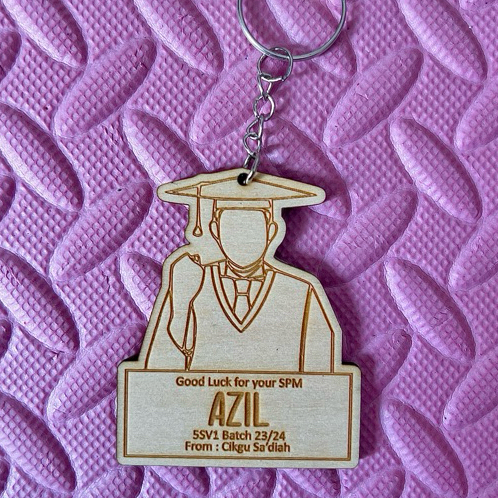 Good Luck for your SPM
AZIL
5SV1 Batch 23/24
From : Cikgu Sa'diah